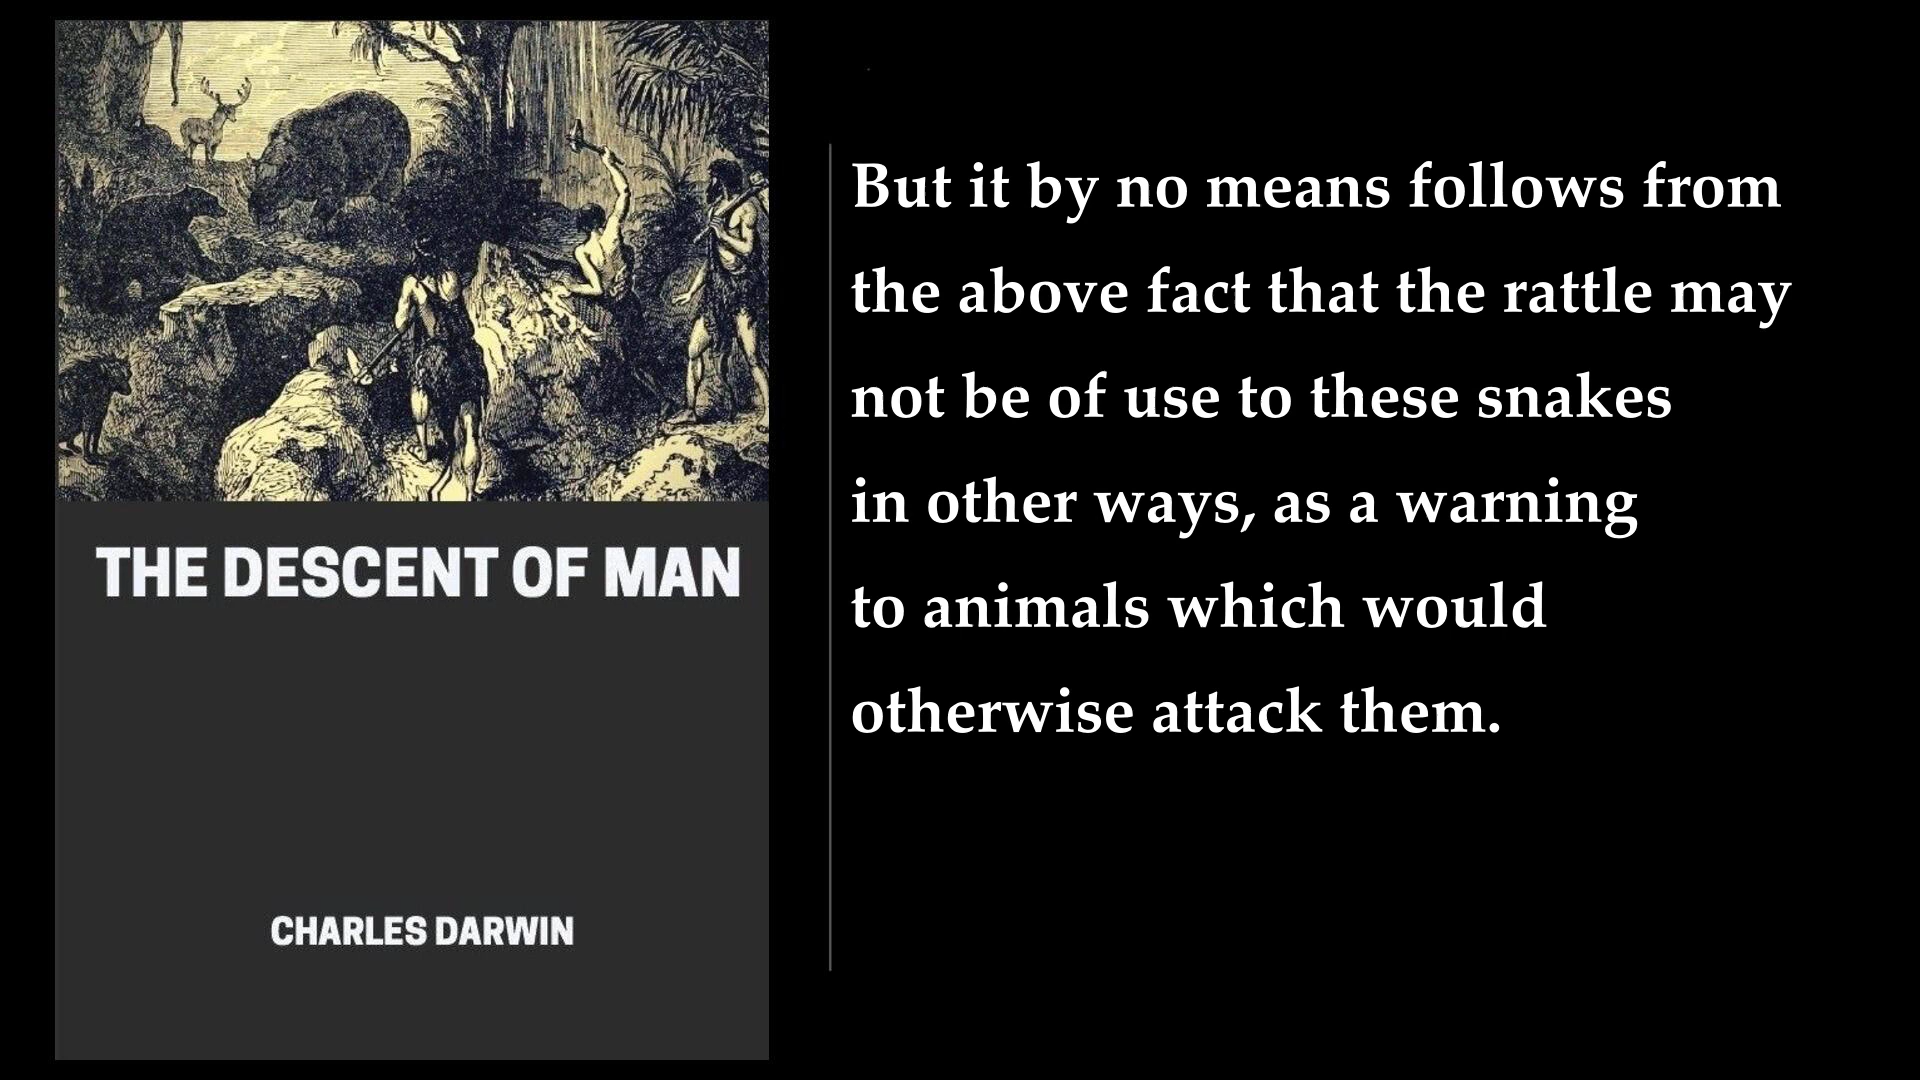 THE DESCENT OF MAN
CHARLES DARWIN
But it by no means follows from
the above fact that the rattle may
not be of use to these snakes
in other ways, as a warning
to animals which would
otherwise attack them.